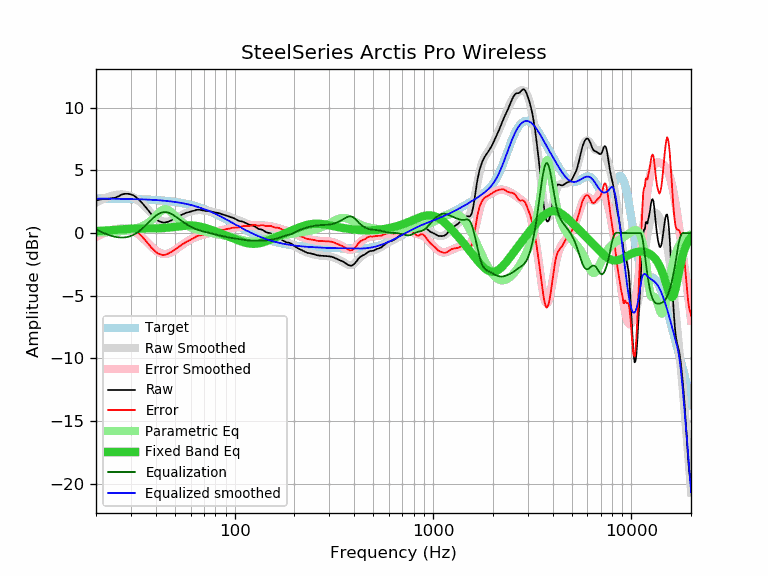 SteelSeries Arctis Pro Wireless
Amplitude (dBr)
10
5
0
−5
−10
−15
−20
Target
Raw Smoothed
Error Smoothed
Raw
Error
Parametric Eq
Fixed Band Eq
Equalization
Equalized smoothed
100
1000
10000
Frequency (Hz)